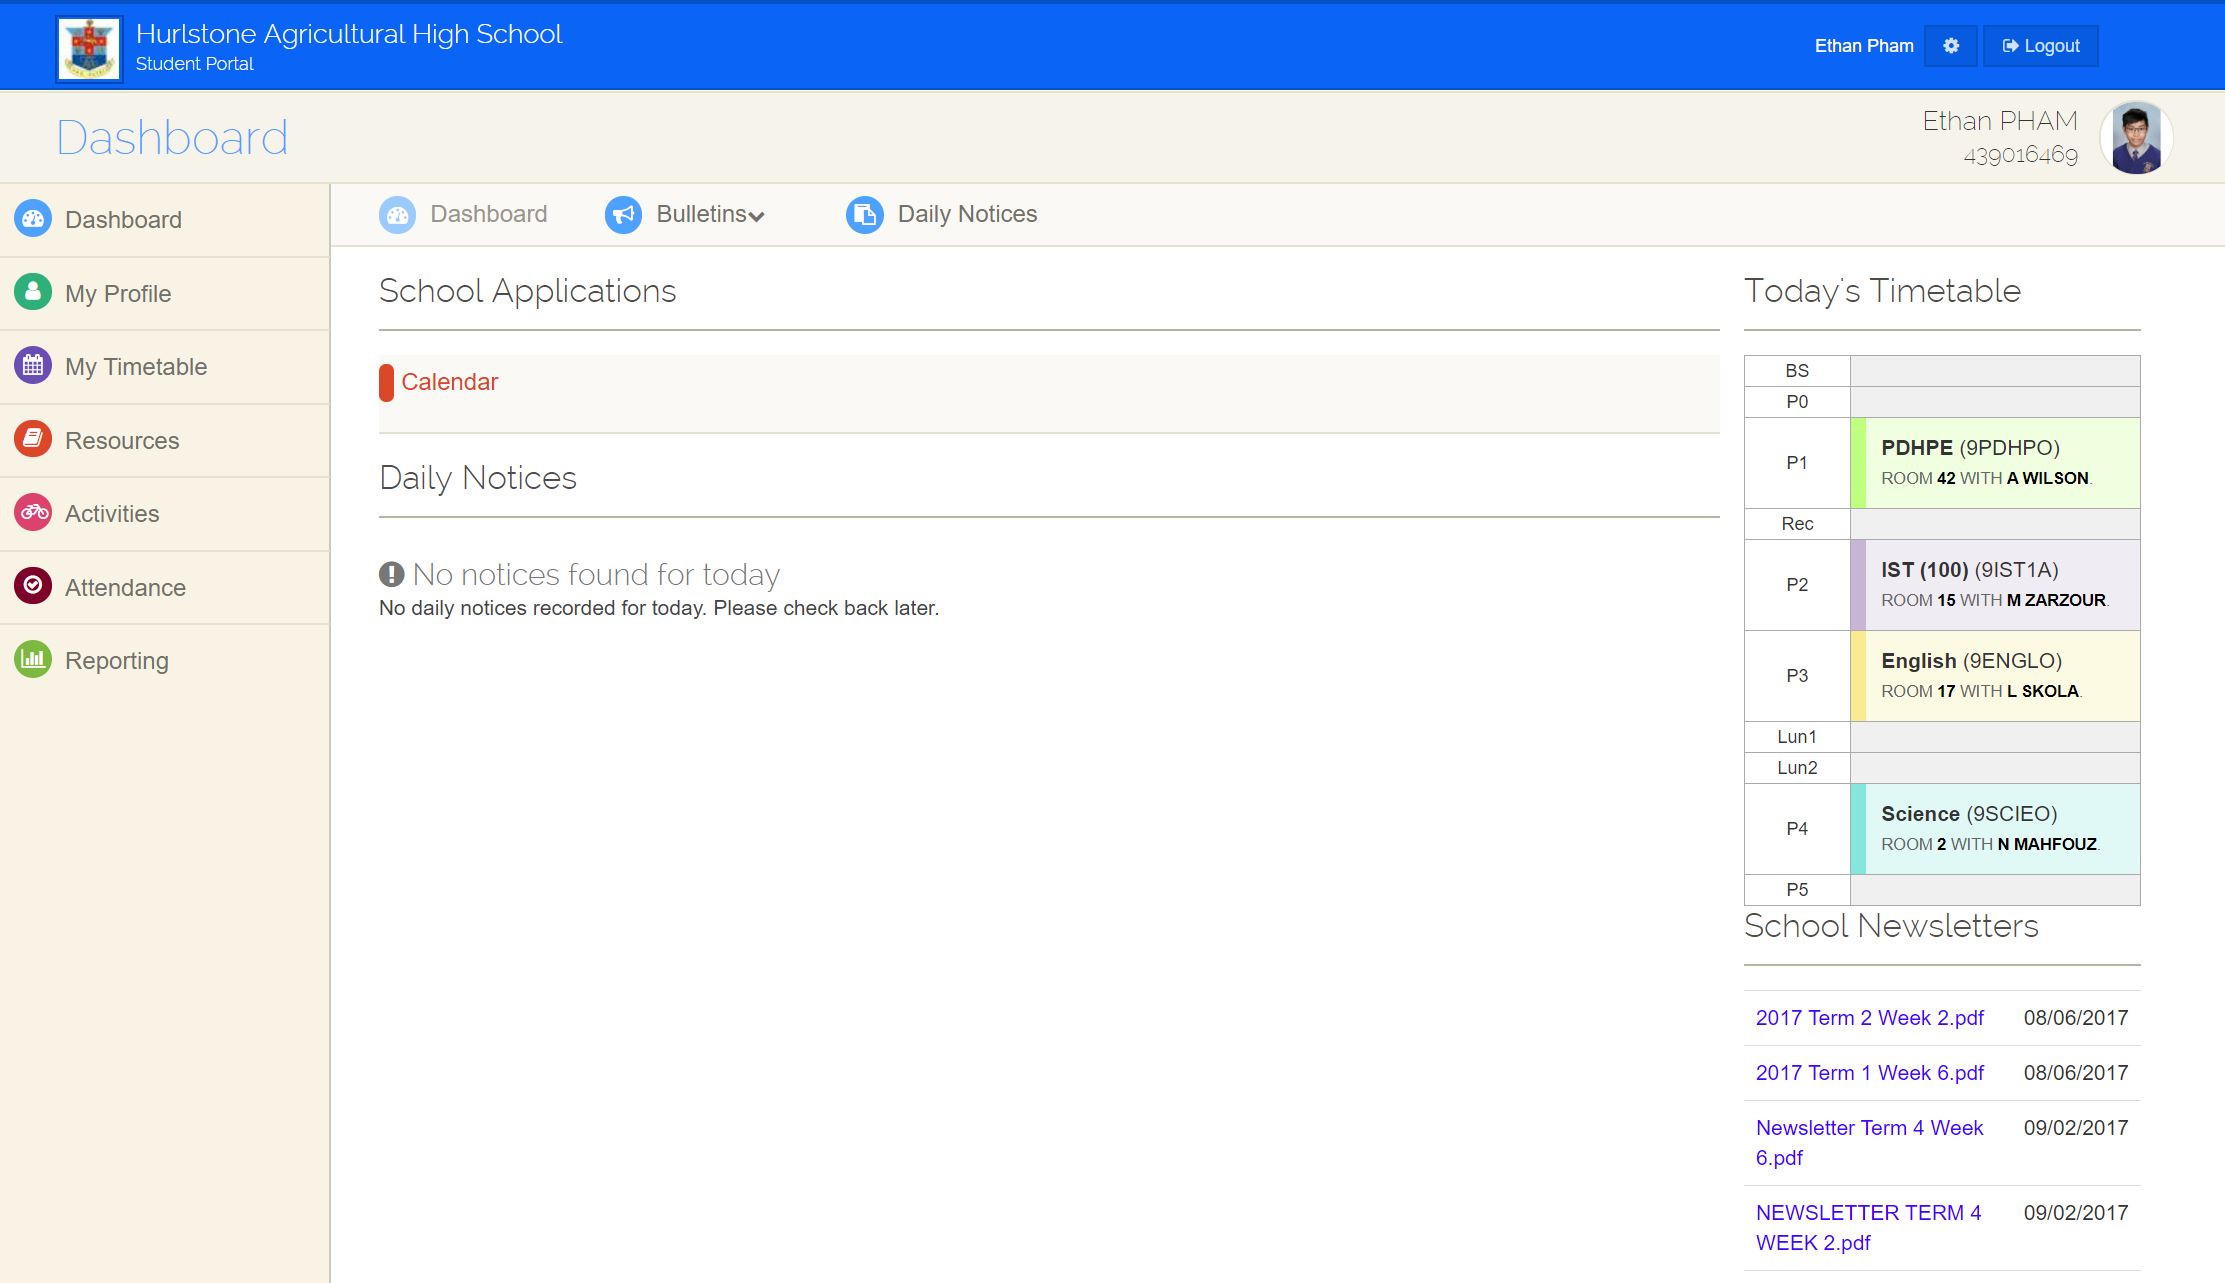 Hurlstone Agricultural High School
Student Portal
Ethan Pham
Logout
Dashboard
Ethan PHAM
439016469
Dashboard
My Profile
My Timetable
Resources
Activities
Attendance
Reporting
Dashboard
Bulletins
Daily Notices
School Applications
Calendar
Daily Notices
No notices found for today
No daily notices recorded for today. Please check back later.
Today's Timetable
BS
P0
P1
PDHPE (9PDHPO)
ROOM 42 WITH A WILSON.
Rec
P2
IST (100) (9IST1A)
ROOM 15 WITH M ZARZOUR.
P3
English (9ENGLO)
ROOM 17 WITH L SKOLA.
Lun1
Lun2
P4
Science (9SCIEO)
ROOM 2 WITH N MAHFOUZ.
P5
School Newsletters
2017 Term 2 Week 2.pdf 08/06/2017
2017 Term 1 Week 6.pdf 08/06/2017
Newsletter Term 4 Week 09/02/2017
6.pdf
NEWSLETTER TERM 4 09/02/2017
WEEK 2.pdf